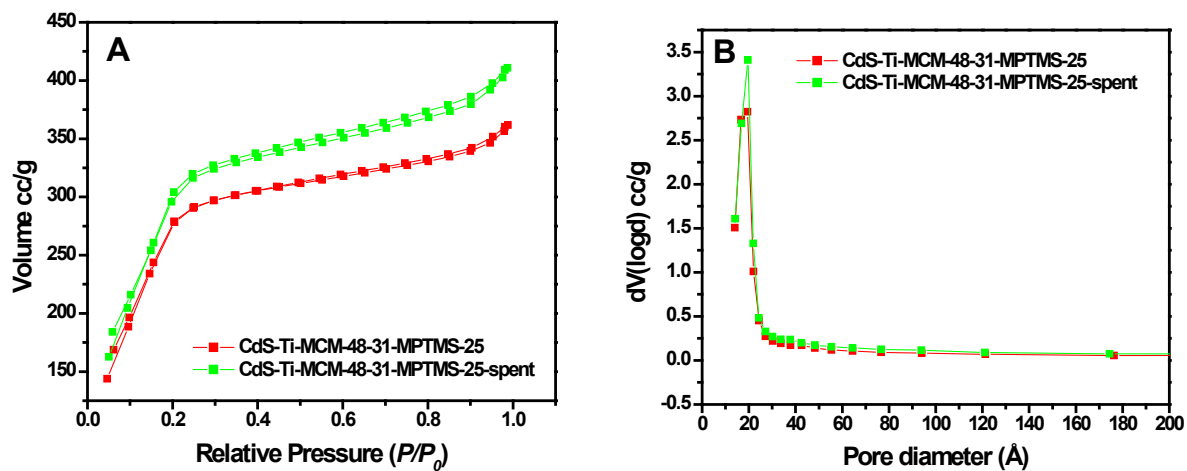 A
450
400
350
300
250
200
150
Volume cc/g
CdS-Ti-MCM-48-31-MPTMS-25
CdS-Ti-MCM-48-31-MPTMS-25-spent
0.0 0.2 0.4 0.6 0.8 1.0
Relative Pressure (P/P0)
B
3.5
3.0
2.5
2.0
1.5
1.0
0.5
0.0
-0.5
dV(logd) cc/g
CdS-Ti-MCM-48-31-MPTMS-25
CdS-Ti-MCM-48-31-MPTMS-25-spent
0 20 40 60 80 100 120 140 160 180 200
Pore diameter (Å)